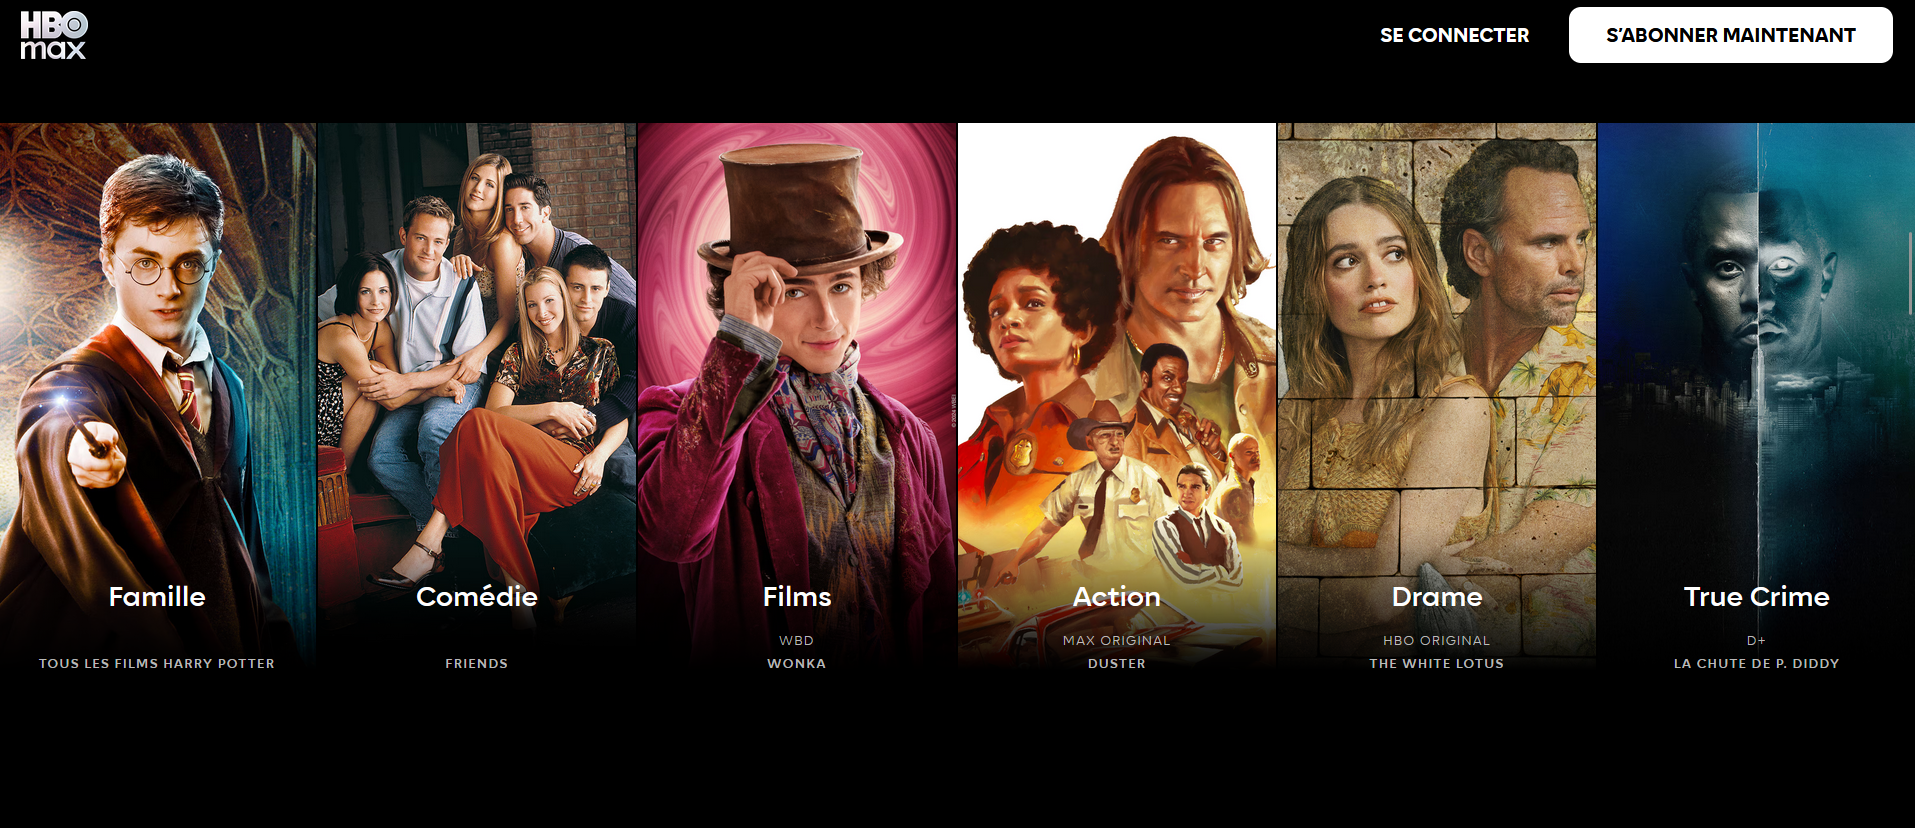 HBO
max
SE CONNECTER
S'ABONNER MAINTENANT
Famille
TOUS LES FILMS HARRY POTTER
Comédie
FRIENDS
Films
WBD
WONKA
Action
MAX ORIGINAL
DUSTER
Drame
HBO ORIGINAL
THE WHITE LOTUS
True Crime
D+
LA CHUTE DE P. DIDDY